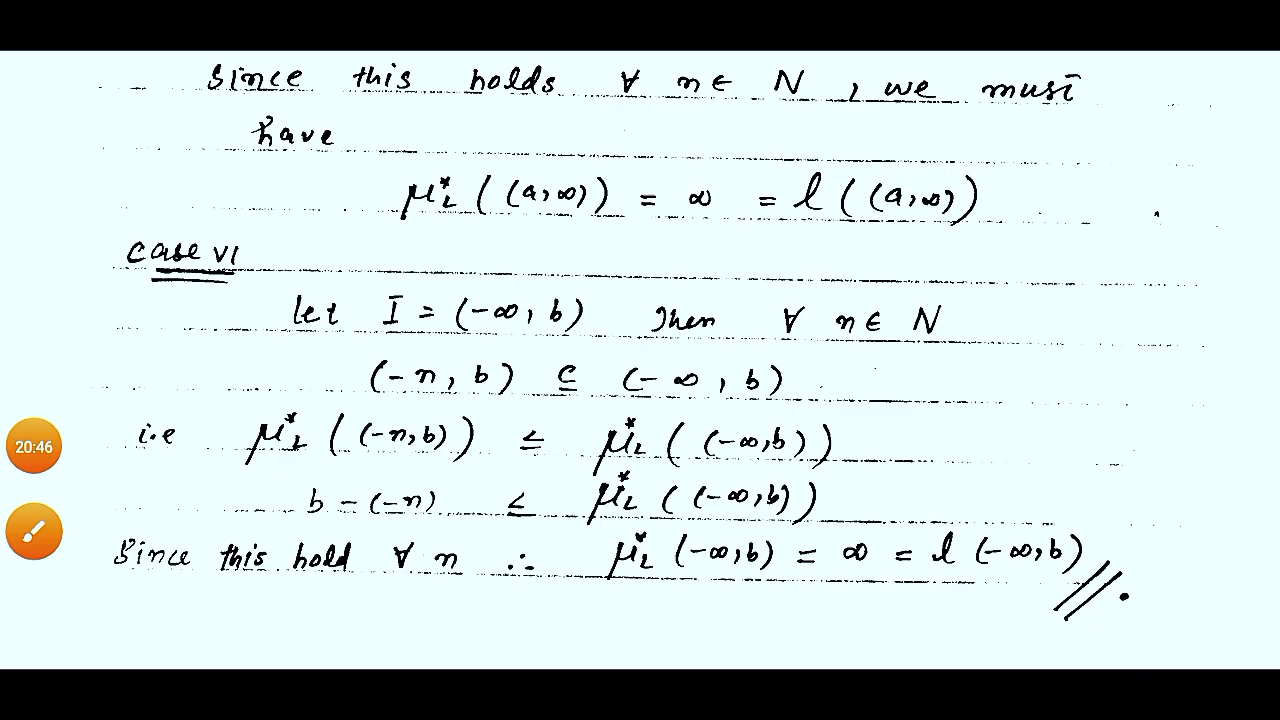 Since this holds ∀ n ∈ N, we must
have
μ*L ((a,∞)) = ∞ = l ((a,∞))
Case VI
let I = (-∞, b) Then ∀ n ∈ N
(-n, b) ⊆ (-∞, b)
i.e μ*L ((-n,b)) ≤ μ*L ((-∞,b))
b - (-n) ≤ μ*L ((-∞,b))
20:46
Since this hold ∀ n ∴ μ*L (-∞,b) = ∞ = l (-∞,b) //.